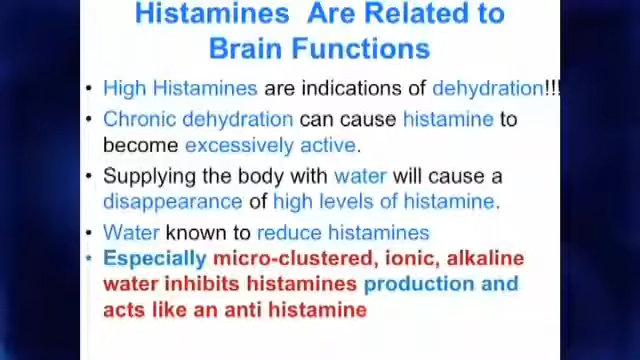 Histamines Are Related to
Brain Functions
• High Histamines are indications of dehydration!!!
• Chronic dehydration can cause histamine to
become excessively active.
• Supplying the body with water will cause a
disappearance of high levels of histamine.
• Water known to reduce histamines
• Especially micro-clustered, ionic, alkaline
water inhibits histamines production and
acts like an anti histamine